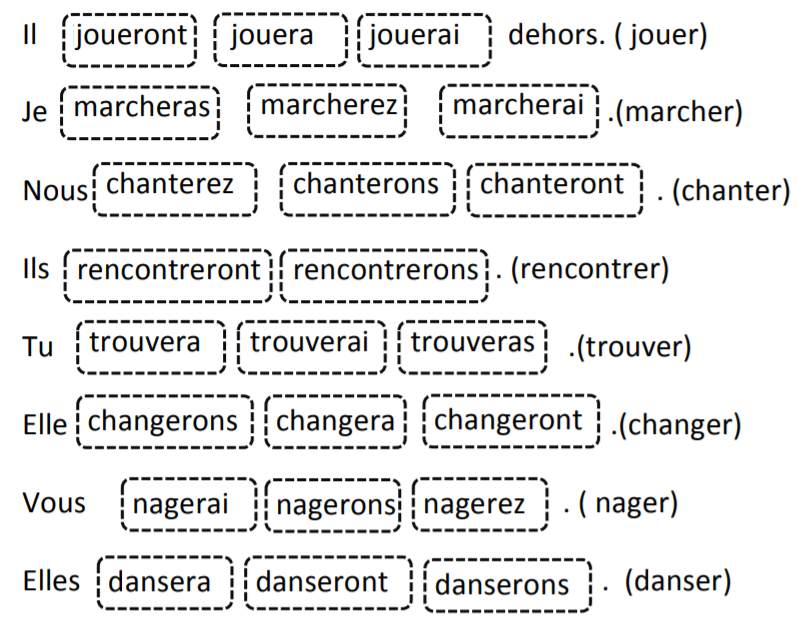 Il joueront jouera jouerai dehors. ( jouer)
Je marcheras marcherez marcherai .(marcher)
Nous chanterez chanterons chanteront . (chanter)
Ils rencontreront rencontrerons . (rencontrer)
Tu trouvera trouverai trouveras .(trouver)
Elle changerons changera changeront .(changer)
Vous nagerai nagerons nagerez . ( nager)
Elles dansera danseront danserons . (danser)